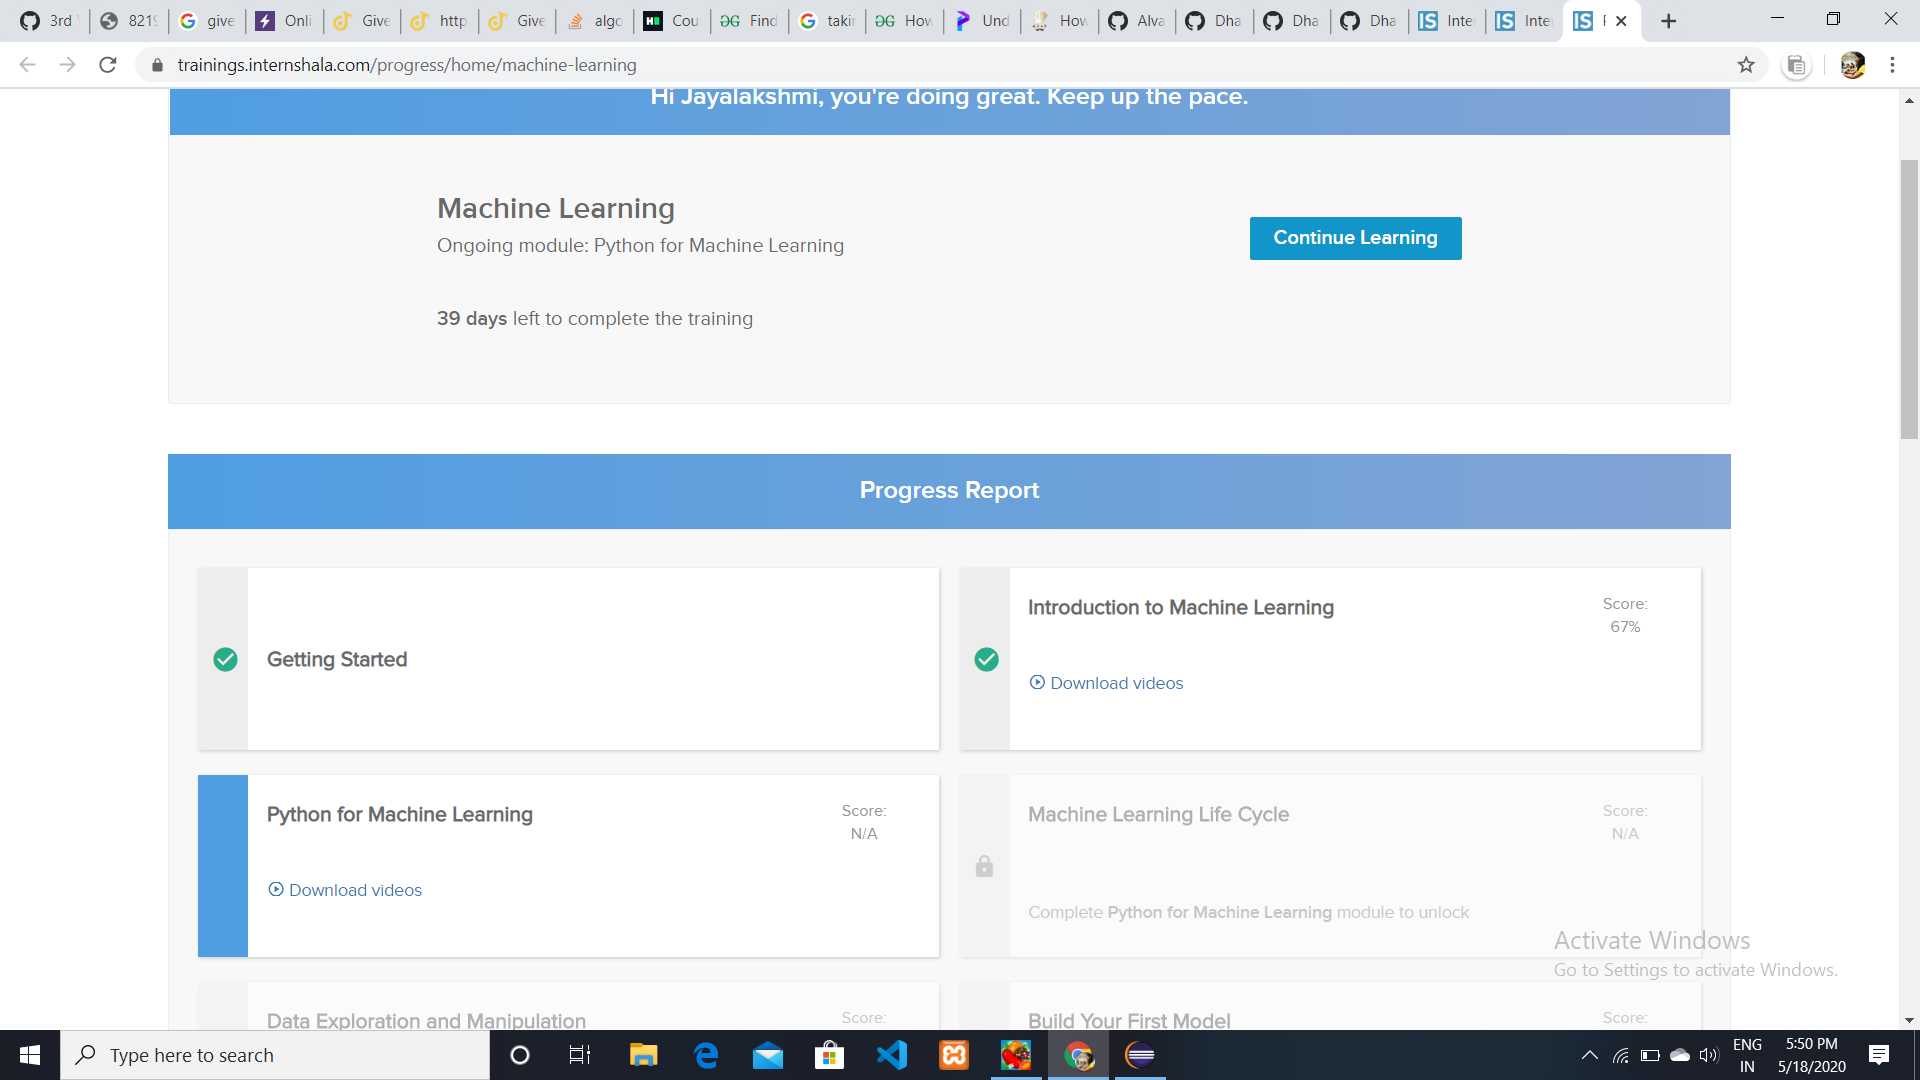 3rd
8219
give
Onli
Give
http
Give
algo
Cou
Find
takin
How
Und
How
Alva
Dha
Dha
Dha
Inter
Inter
trainings.internshala.com/progress/home/machine-learning
Hi Jayalakshmi, you're doing great. Keep up the pace.
Machine Learning
Ongoing module: Python for Machine Learning
Continue Learning
39 days left to complete the training
Progress Report
Getting Started
Introduction to Machine Learning
Score:
67%
Download videos
Python for Machine Learning
Score:
N/A
Download videos
Machine Learning Life Cycle
Score:
N/A
Complete Python for Machine Learning module to unlock
Activate Windows
Go to Settings to activate Windows.
Data Exploration and Manipulation
Score:
Build Your First Model
Score:
Type here to search
ENG
IN
5:50 PM
5/18/2020